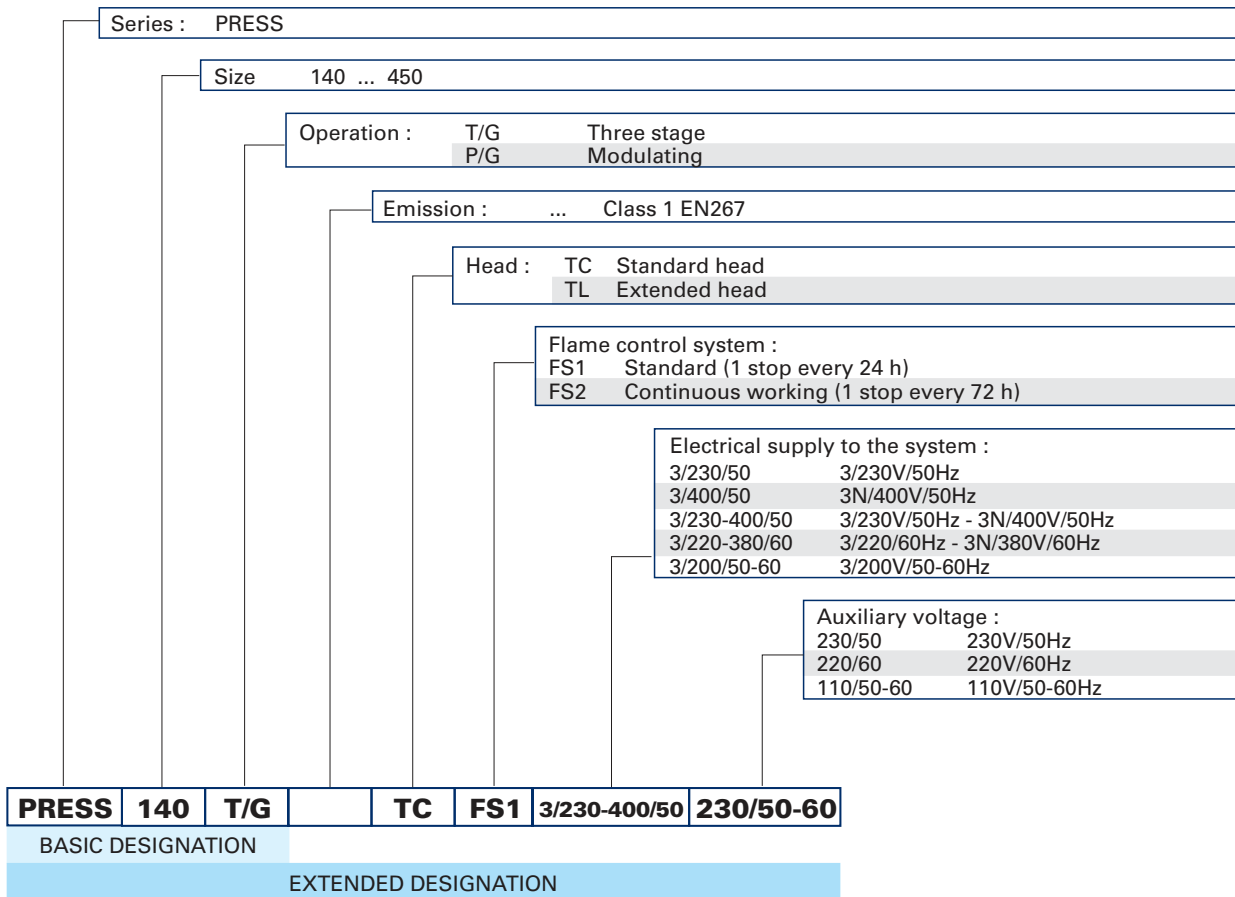 Series : PRESS
Size 140 ... 450
Operation : T/G Three stage
P/G Modulating
Emission : ... Class 1 EN267
Head : TC Standard head
TL Extended head
Flame control system :
FS1 Standard (1 stop every 24 h)
FS2 Continuous working (1 stop every 72 h)
Electrical supply to the system :
3/230/50 3/230V/50Hz
3/400/50 3N/400V/50Hz
3/230-400/50 3/230V/50Hz - 3N/400V/50Hz
3/220-380/60 3/220/60Hz - 3N/380V/60Hz
3/200/50-60 3/200V/50-60Hz
Auxiliary voltage :
230/50 230V/50Hz
220/60 220V/60Hz
110/50-60 110V/50-60Hz
PRESS 140 T/G TC FS1 3/230-400/50 230/50-60
BASIC DESIGNATION
EXTENDED DESIGNATION